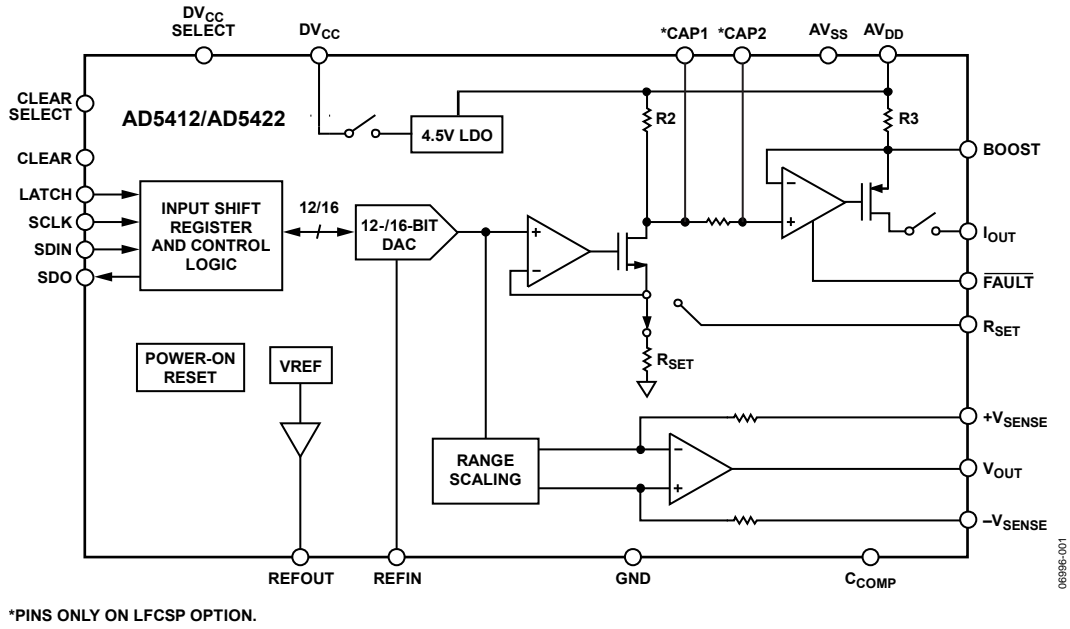 DVCC
SELECT
DVCC
*CAP1
*CAP2
AVSS
AVDD
CLEAR
SELECT
AD5412/AD5422
4.5V LDO
R2
R3
CLEAR
BOOST
LATCH
SCLK
SDIN
SDO
INPUT SHIFT
REGISTER
AND CONTROL
LOGIC
12/16
12-/16-BIT
DAC
+
−
−
+
IOUT
FAULT
RSET
RSET
POWER-ON
RESET
VREF
RANGE
SCALING
−
+
+VSENSE
VOUT
–VSENSE
REFOUT
REFIN
GND
CCOMP
06996-001
*PINS ONLY ON LFCSP OPTION.